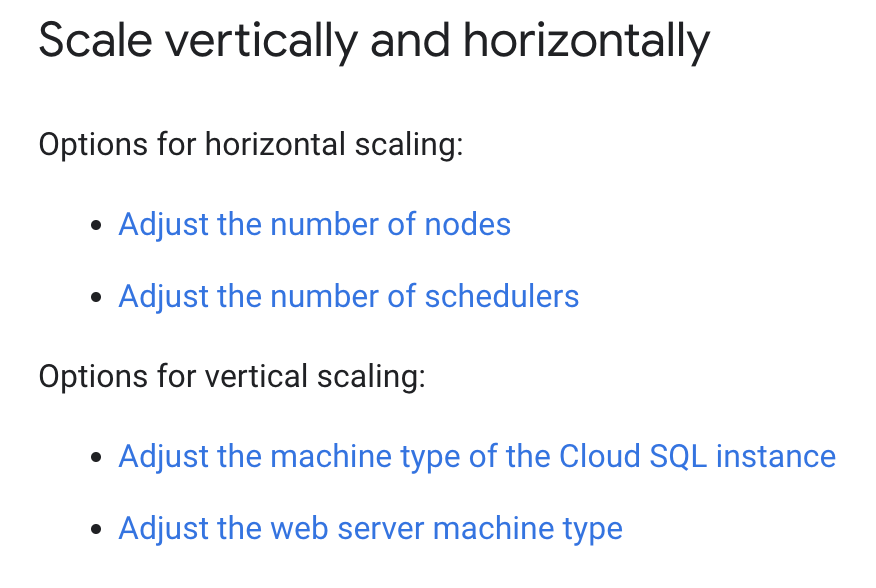 Scale vertically and horizontally
Options for horizontal scaling:
• Adjust the number of nodes
• Adjust the number of schedulers
Options for vertical scaling:
• Adjust the machine type of the Cloud SQL instance
• Adjust the web server machine type